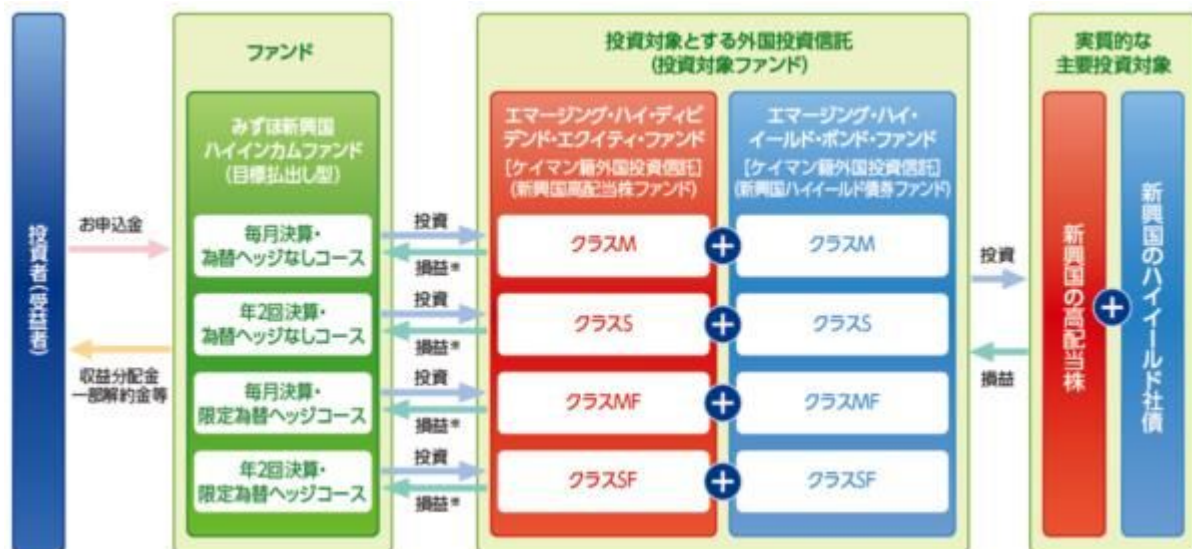 投資者(受益者)
お申込金
収益分配金
一部解約金等
ファンド
みずほ新興国
ハイインカムファンド
(目標払出し型)
毎月決算・
為替ヘッジなしコース
年2回決算・
為替ヘッジなしコース
毎月決算・
限定為替ヘッジコース
年2回決算・
限定為替ヘッジコース
投資
損益※
投資
損益※
投資
損益※
投資
損益※
投資対象とする外国投資信託
(投資対象ファンド)
エマージング・ハイ・ディビ
デンド・エクイティ・ファンド
[ケイマン籍外国投資信託]
(新興国高配当株ファンド)
クラスM
クラスS
クラスMF
クラスSF
エマージング・ハイ・
イールド・ボンド・ファンド
[ケイマン籍外国投資信託]
(新興国ハイイールド債券ファンド)
クラスM
クラスS
クラスMF
クラスSF
投資
損益
実質的な
主要投資対象
新興国の高配当株
新興国のハイイールド社債